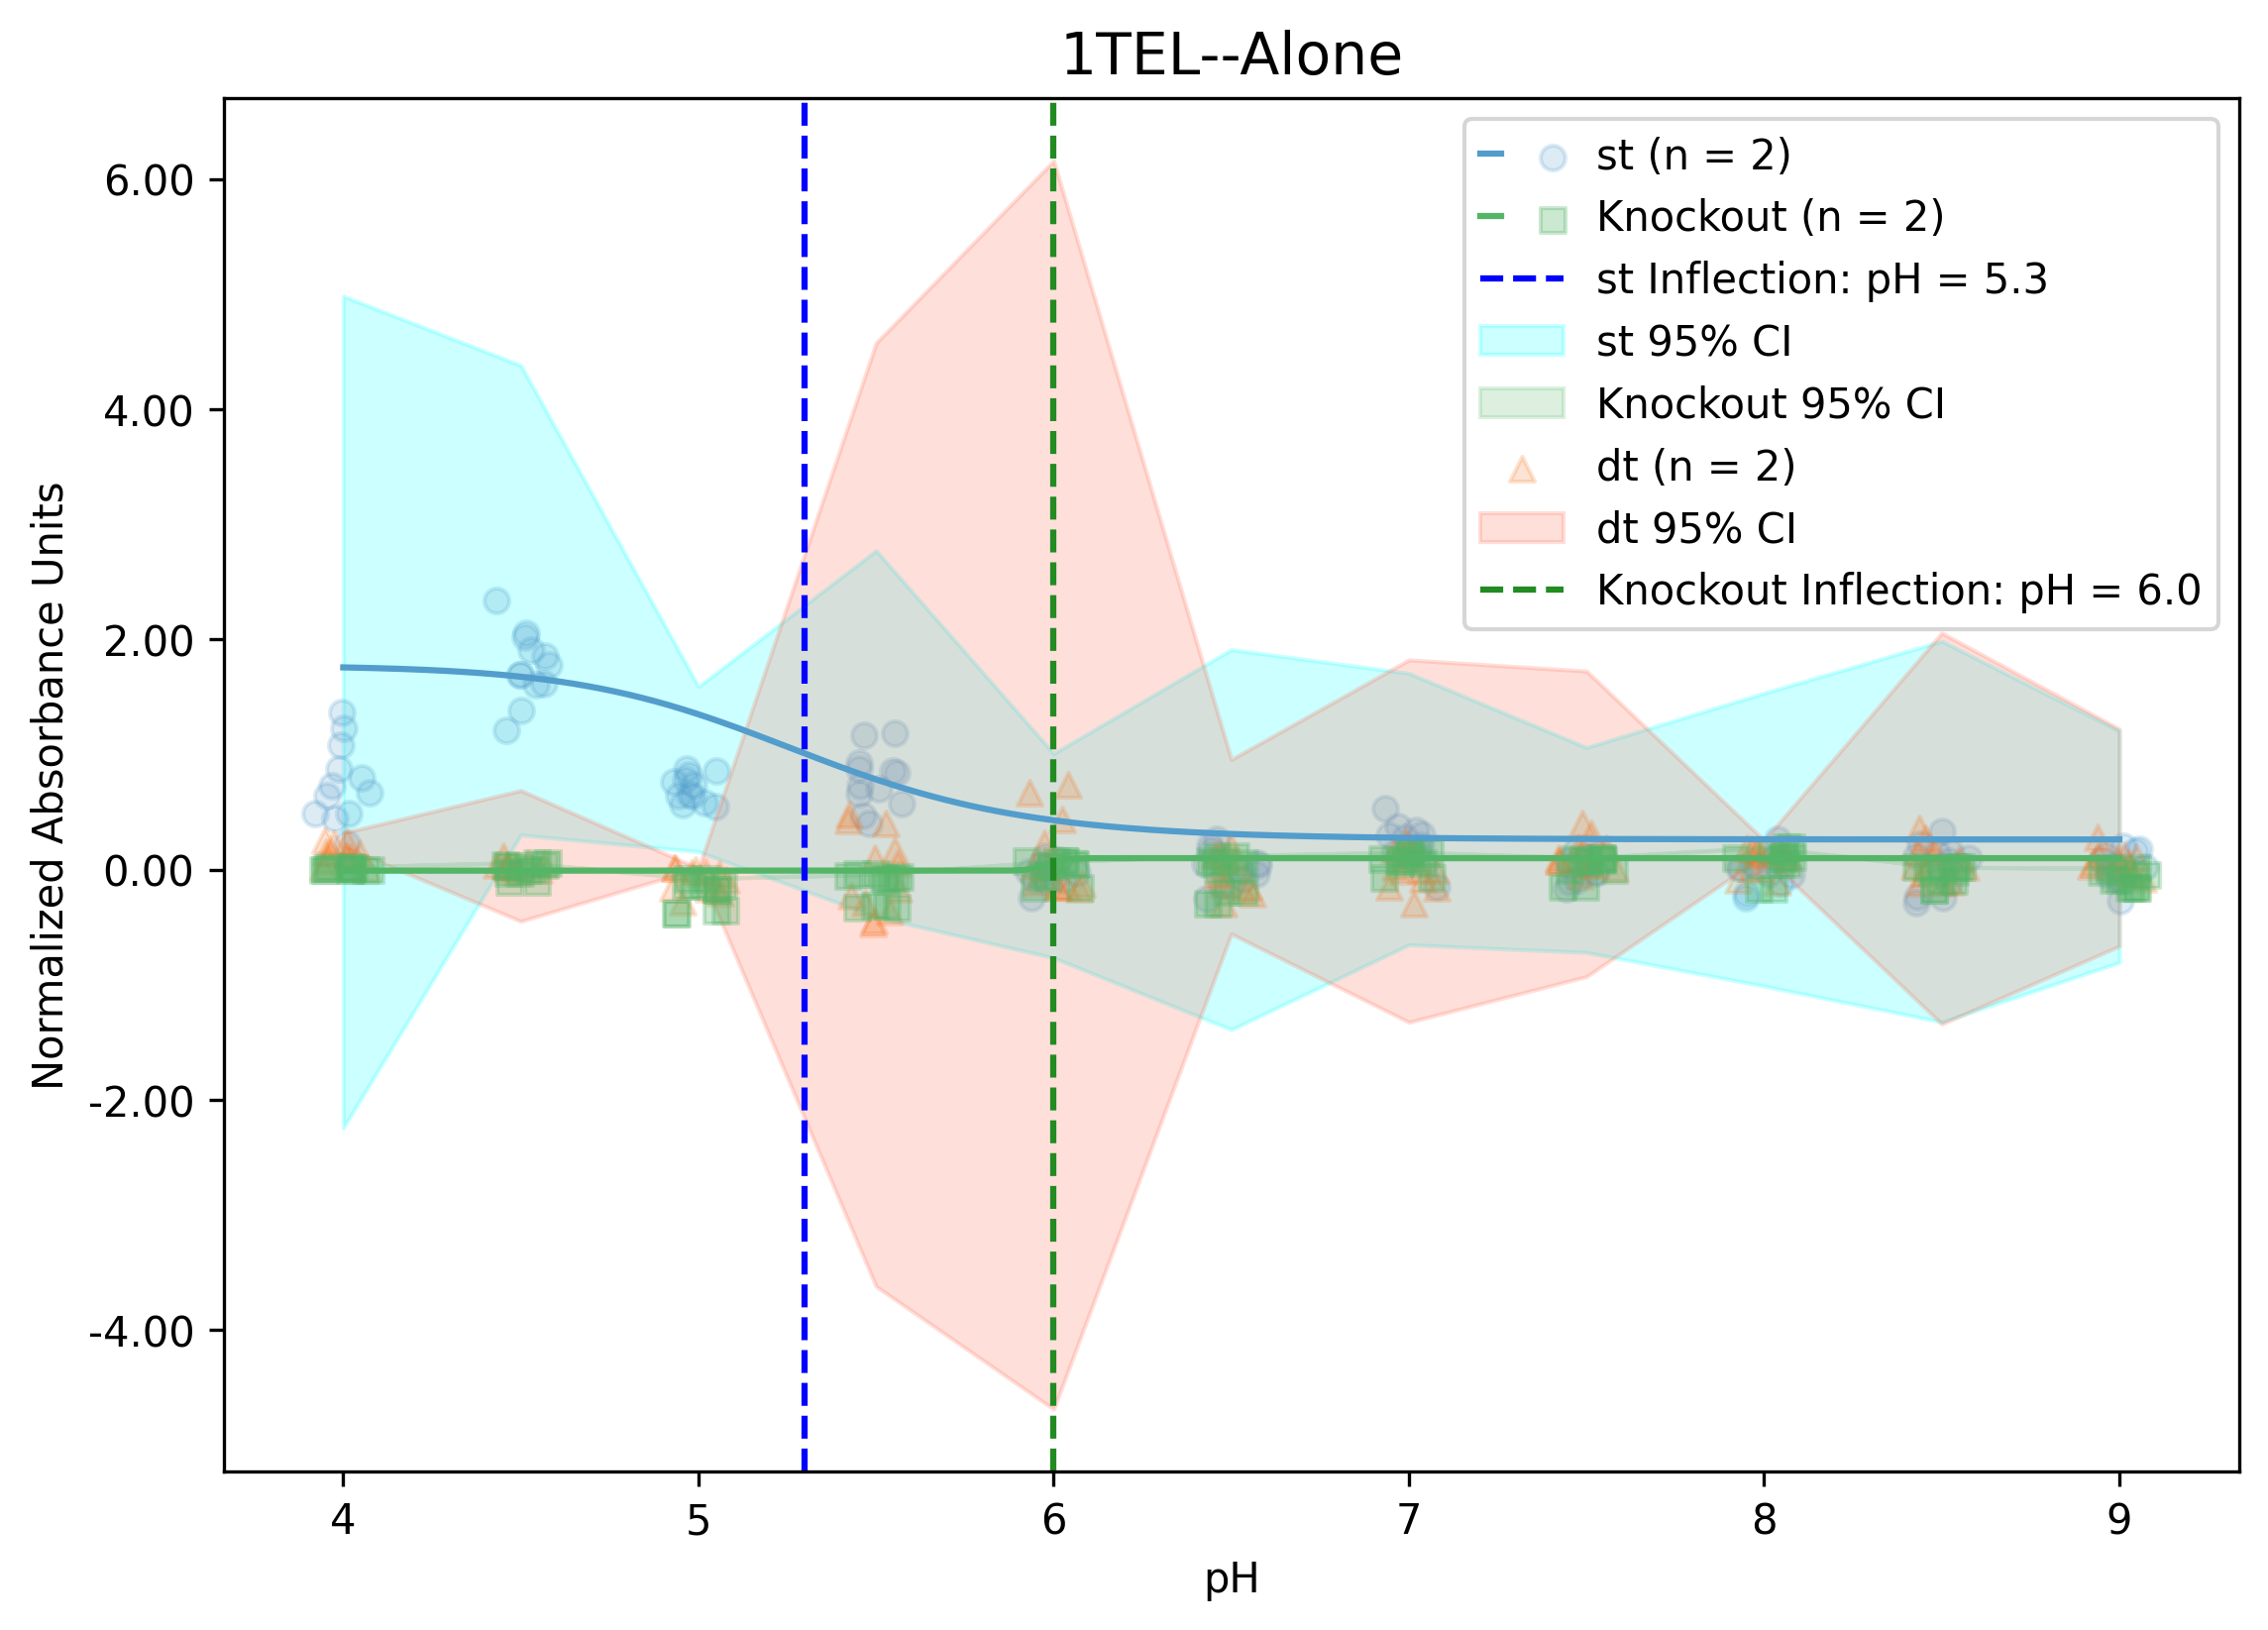 1TEL--Alone
Normalized Absorbance Units
6.00
4.00
2.00
0.00
-2.00
-4.00
st (n = 2)
Knockout (n = 2)
st Inflection: pH = 5.3
st 95% CI
Knockout 95% CI
dt (n = 2)
dt 95% CI
Knockout Inflection: pH = 6.0
4 5 6 7 8 9
pH